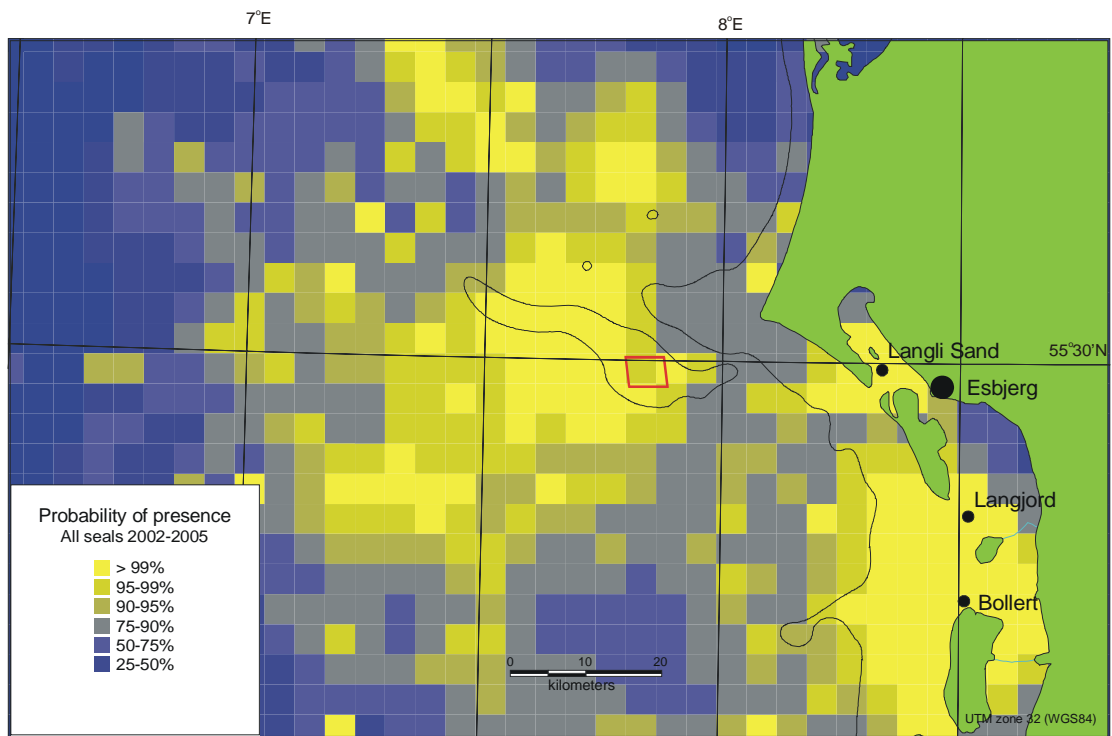 7°E
8°E
55°30'N
Langli Sand
Esbjerg
Langjord
Bollert
Probability of presence
All seals 2002-2005
> 99%
95-99%
90-95%
75-90%
50-75%
25-50%
0 10 20
kilometers
UTM zone 32 (WGS84)